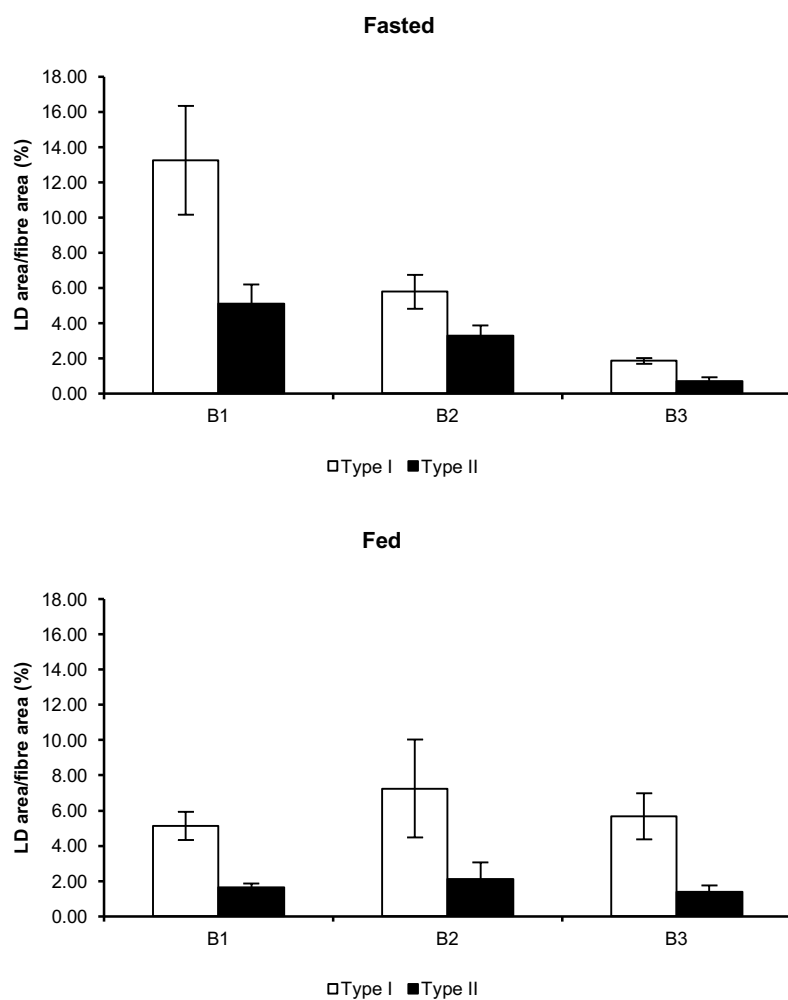 Fasted
LD area/fibre area (%)
18.00
16.00
14.00
12.00
10.00
8.00
6.00
4.00
2.00
0.00
B1 B2 B3
Type I Type II
Fed
LD area/fibre area (%)
18.00
16.00
14.00
12.00
10.00
8.00
6.00
4.00
2.00
0.00
B1 B2 B3
Type I Type II